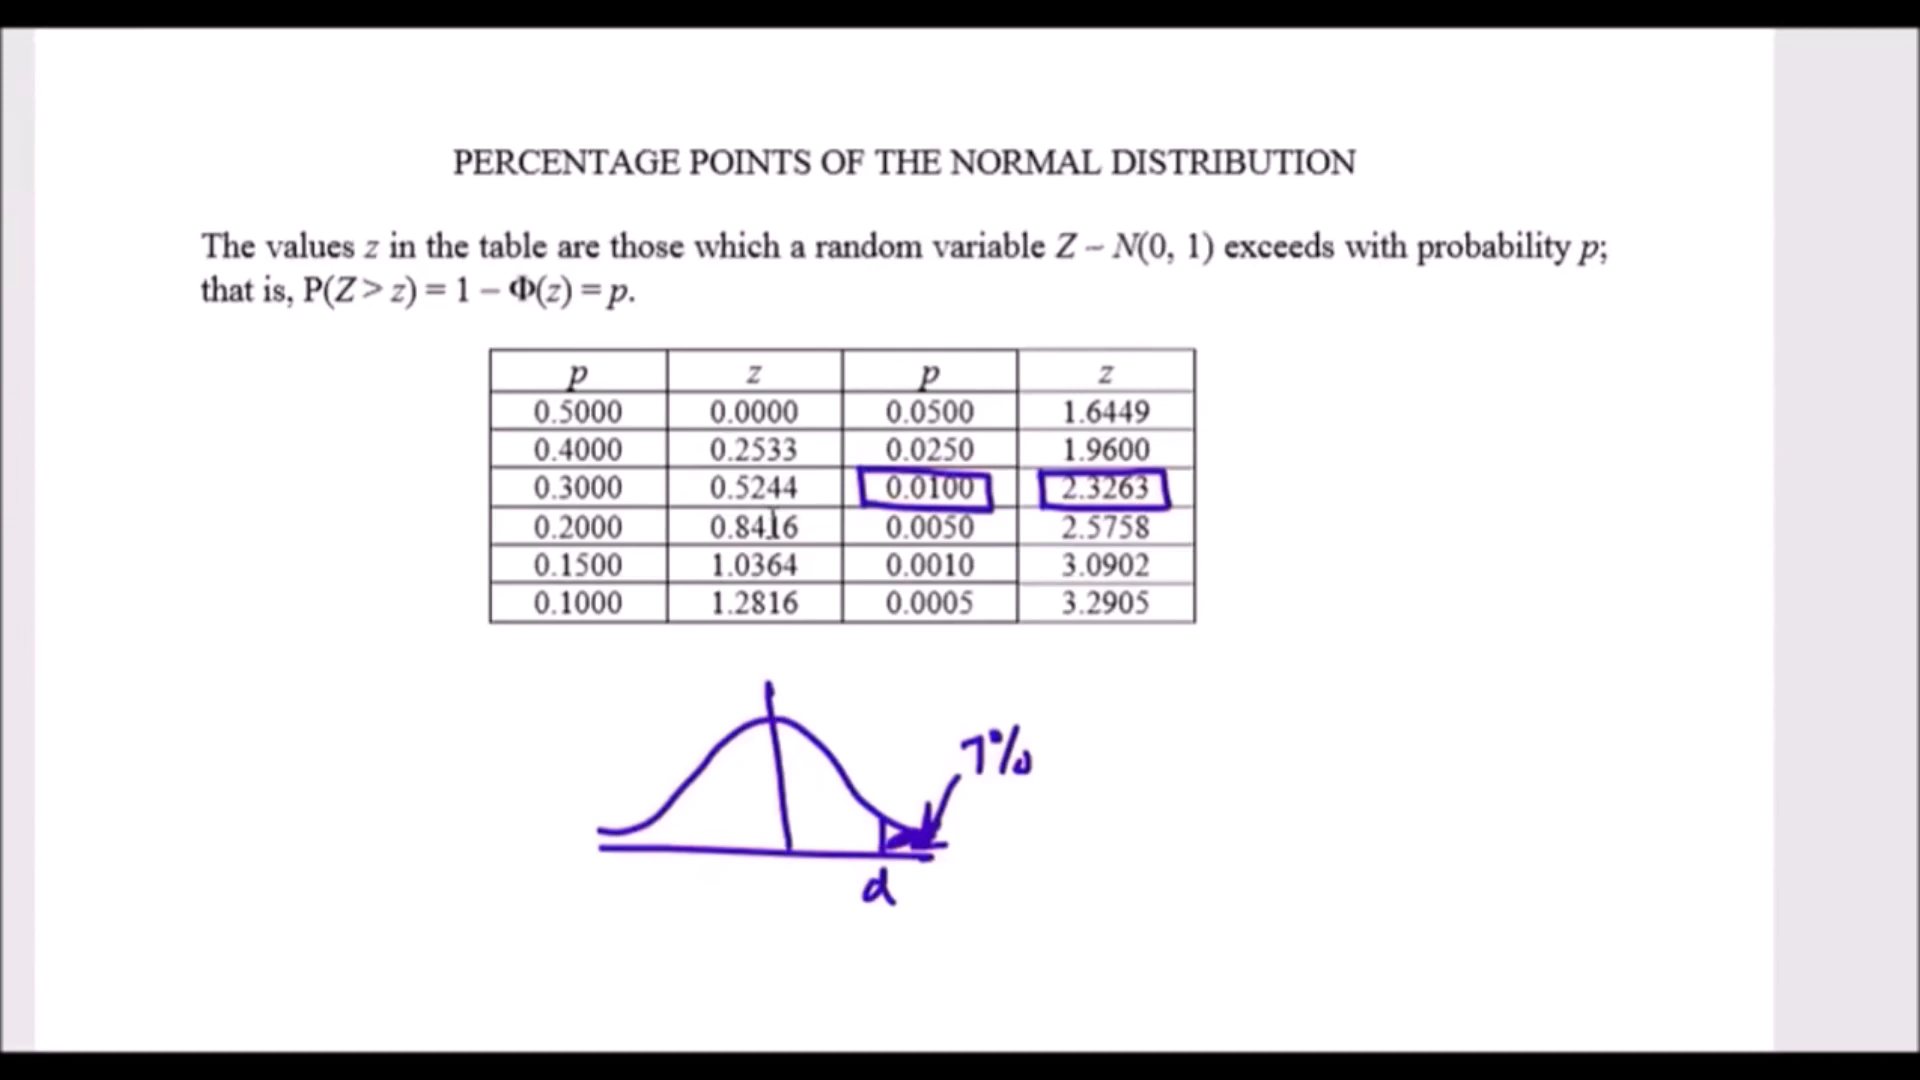 PERCENTAGE POINTS OF THE NORMAL DISTRIBUTION
The values z in the table are those which a random variable Z ~ N(0, 1) exceeds with probability p;
that is, P(Z > z) = 1 – Φ(z) = p.
p z p z
0.5000 0.0000 0.0500 1.6449
0.4000 0.2533 0.0250 1.9600
0.3000 0.5244 0.0100 2.3263
0.2000 0.8416 0.0050 2.5758
0.1500 1.0364 0.0010 3.0902
0.1000 1.2816 0.0005 3.2905
7%
d